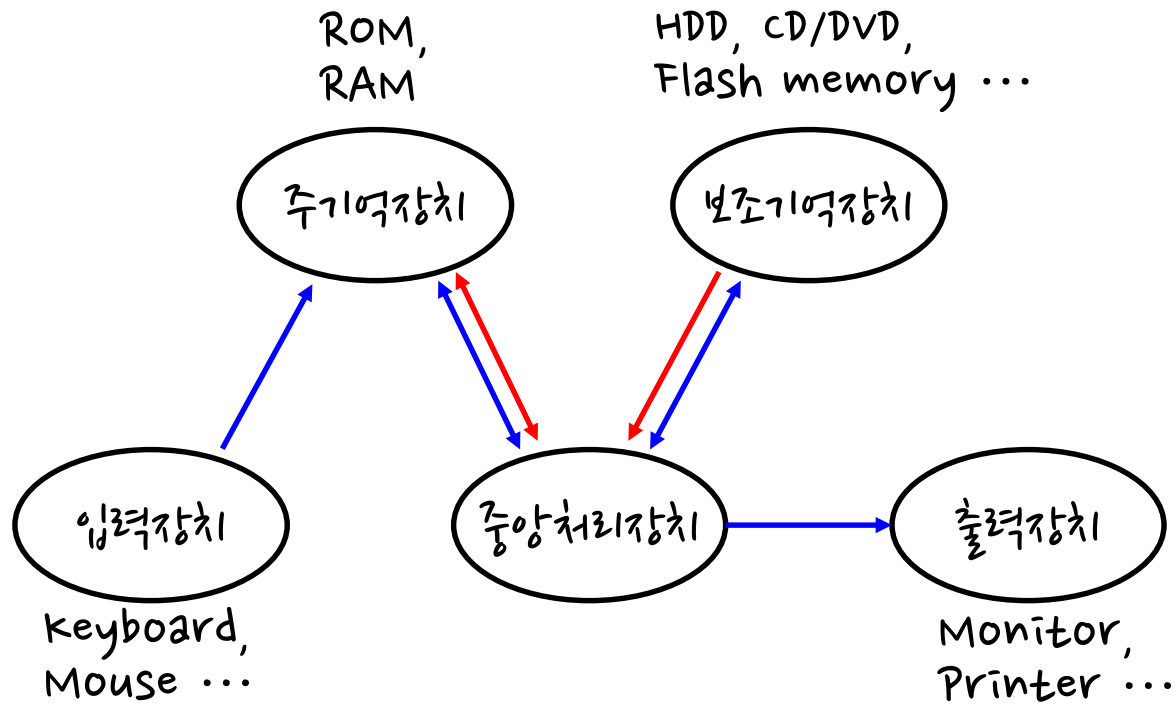 ROM,
RAM
HDD, CD/DVD,
Flash memory ···
주기억장치
보조기억장치
입력장치
중앙처리장치
출력장치
Keyboard,
Mouse ···
Monitor,
Printer ···